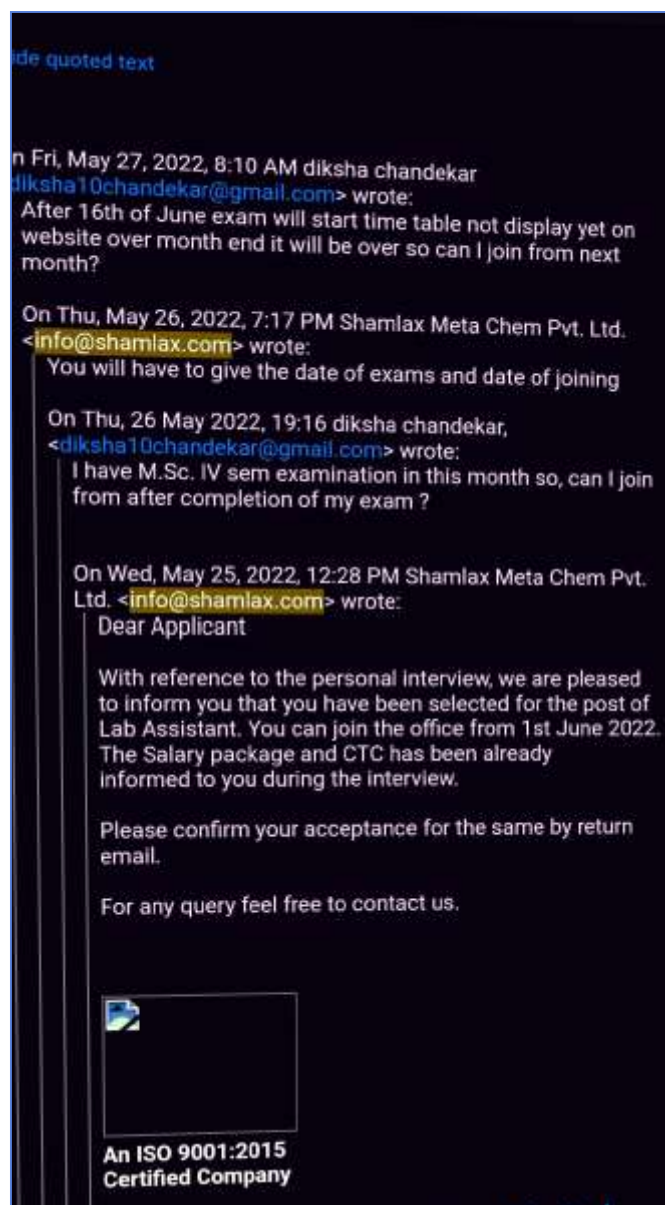 ide quoted text
n Fri, May 27, 2022, 8:10 AM diksha chandekar
diksha10chandekar@gmail.com> wrote:
After 16th of June exam will start time table not display yet on
website over month end it will be over so can I join from next
month?
On Thu, May 26, 2022, 7:17 PM Shamlax Meta Chem Pvt. Ltd.
<info@shamlax.com> wrote:
You will have to give the date of exams and date of joining
On Thu, 26 May 2022, 19:16 diksha chandekar,
<diksha10chandekar@gmail.com> wrote:
I have M.Sc. IV sem examination in this month so, can I join
from after completion of my exam ?
On Wed, May 25, 2022, 12:28 PM Shamlax Meta Chem Pvt.
Ltd. <info@shamlax.com> wrote:
Dear Applicant
With reference to the personal interview, we are pleased
to inform you that you have been selected for the post of
Lab Assistant. You can join the office from 1st June 2022.
The Salary package and CTC has been already
informed to you during the interview.
Please confirm your acceptance for the same by return
email.
For any query feel free to contact us.
An ISO 9001:2015
Certified Company